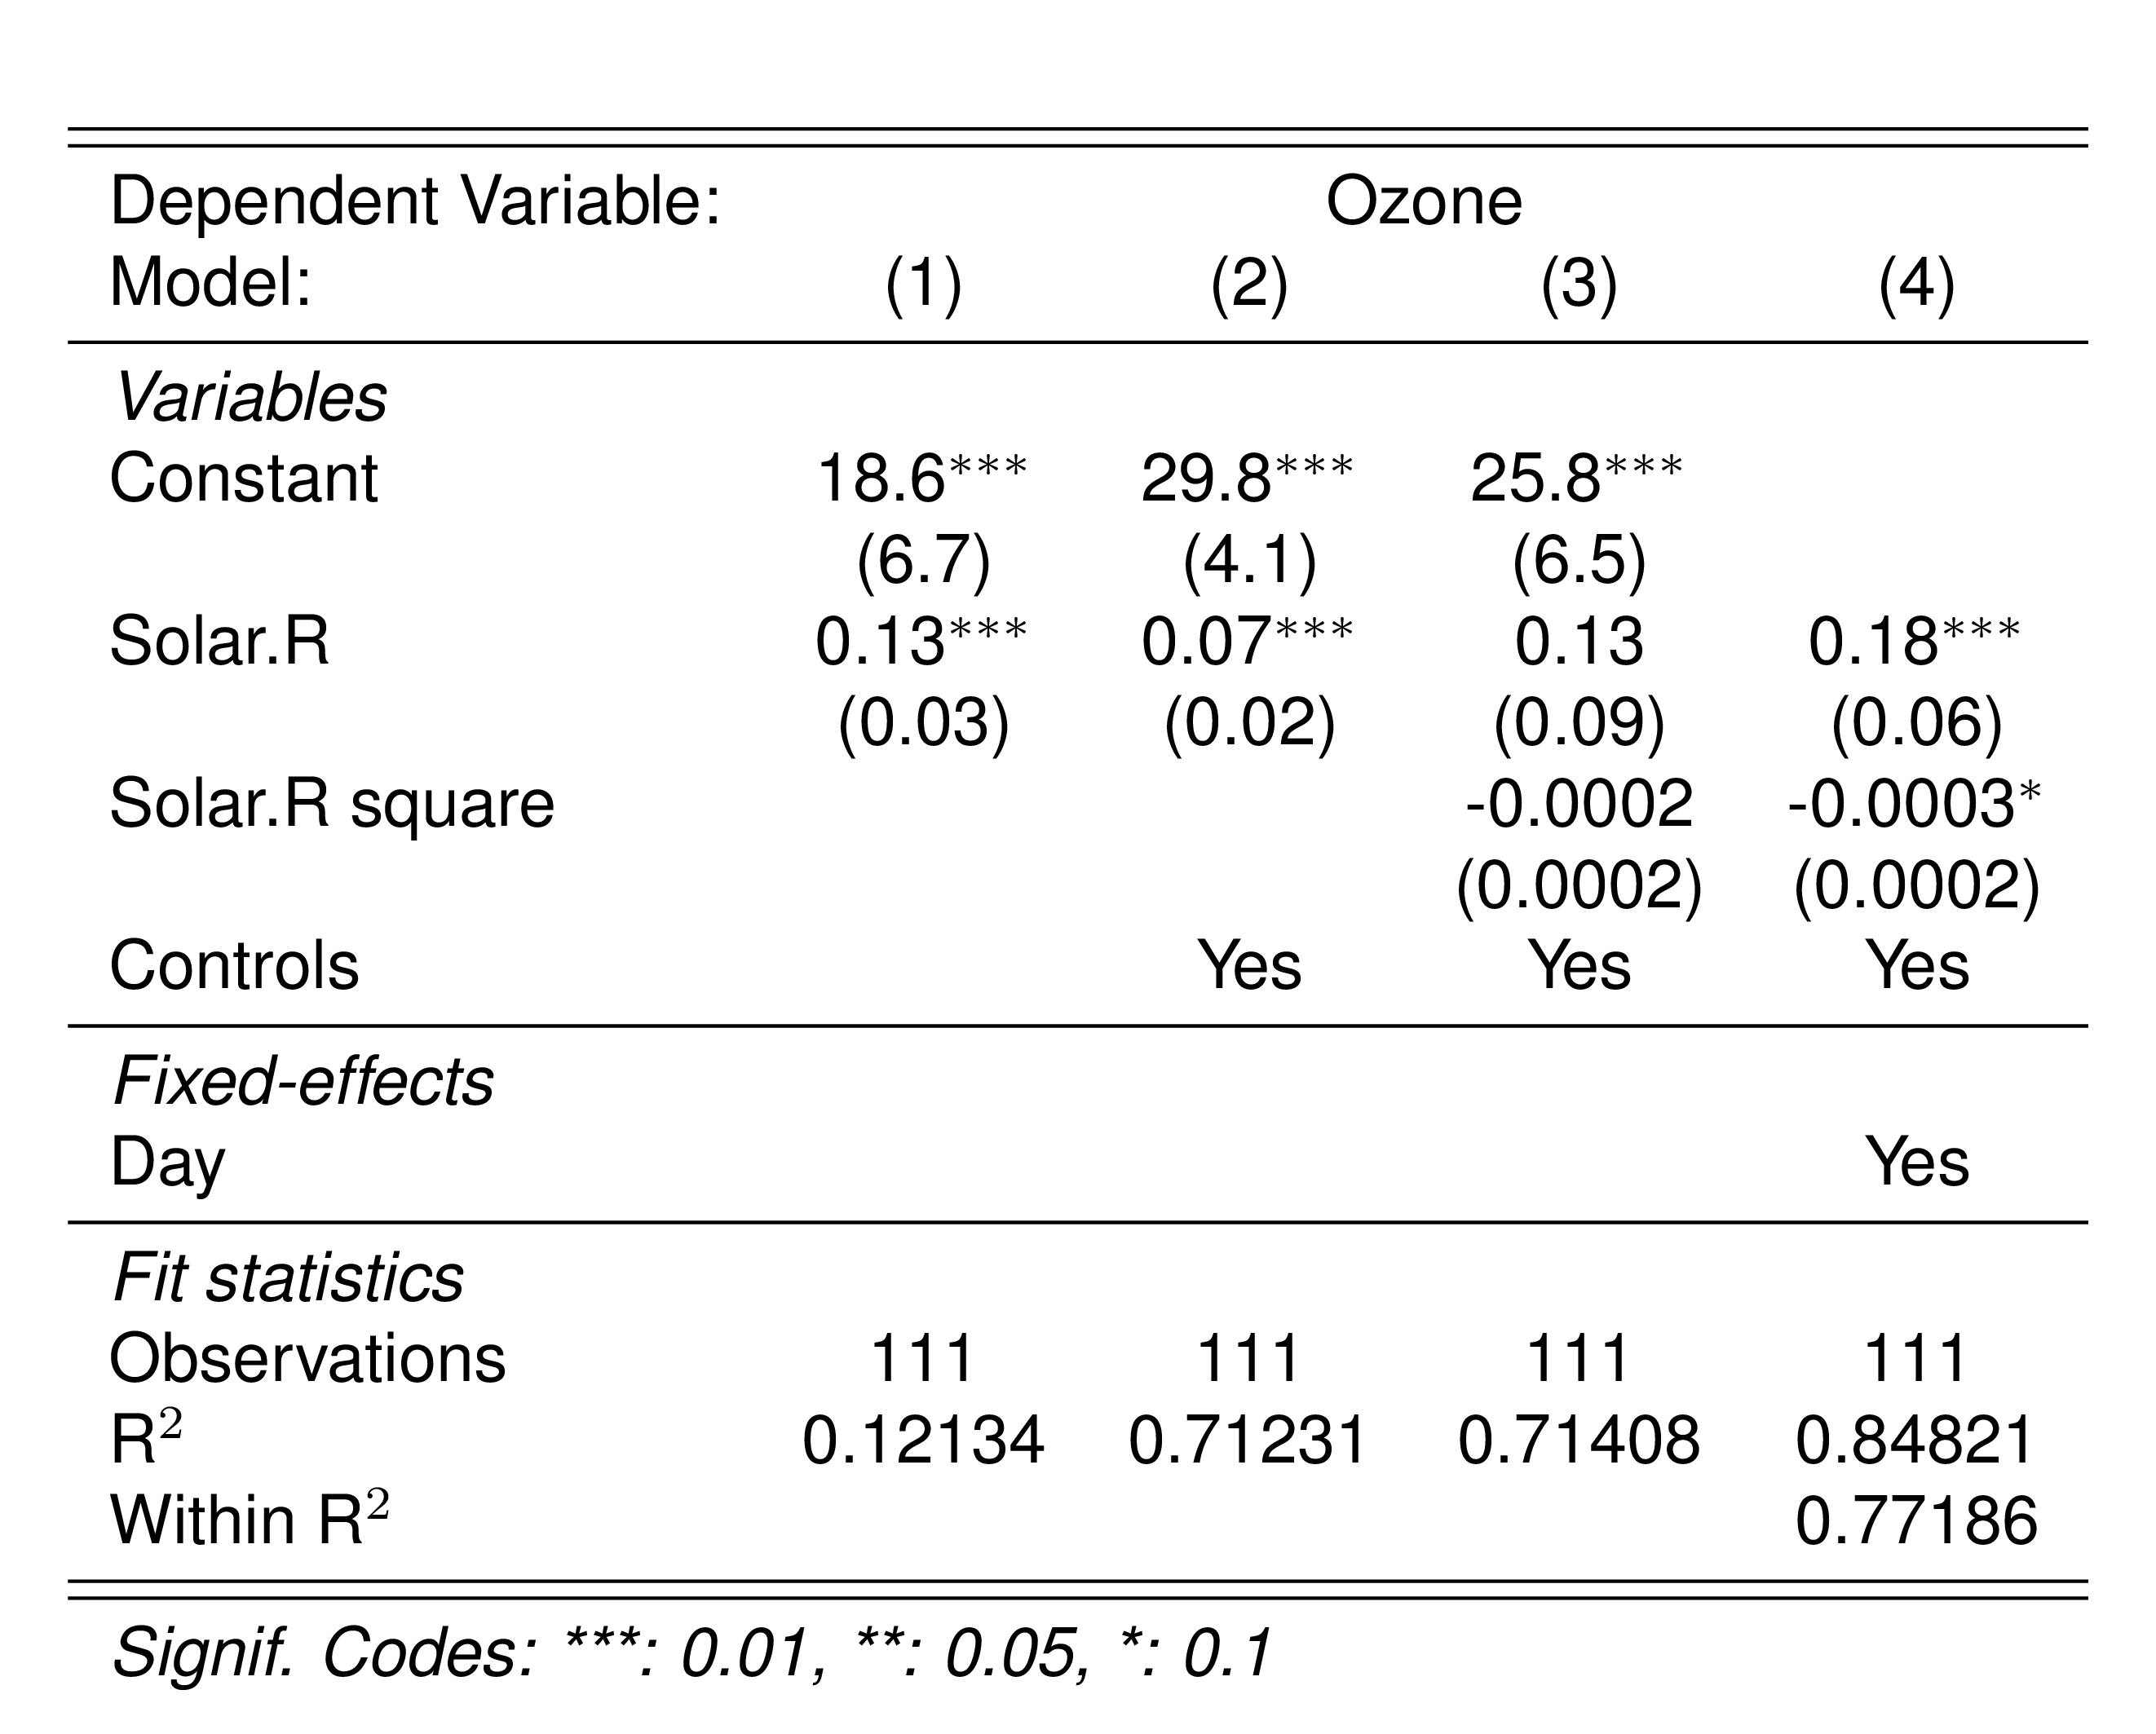 Dependent Variable: Ozone
Model: (1) (2) (3) (4)
Variables
Constant 18.6*** 29.8*** 25.8***
(6.7) (4.1) (6.5)
Solar.R 0.13*** 0.07*** 0.13 0.18***
(0.03) (0.02) (0.09) (0.06)
Solar.R square -0.0002 -0.0003*
(0.0002) (0.0002)
Controls Yes Yes Yes
Fixed-effects
Day Yes
Fit statistics
Observations 111 111 111 111
R² 0.12134 0.71231 0.71408 0.84821
Within R² 0.77186
Signif. Codes: ***: 0.01, **: 0.05, *: 0.1